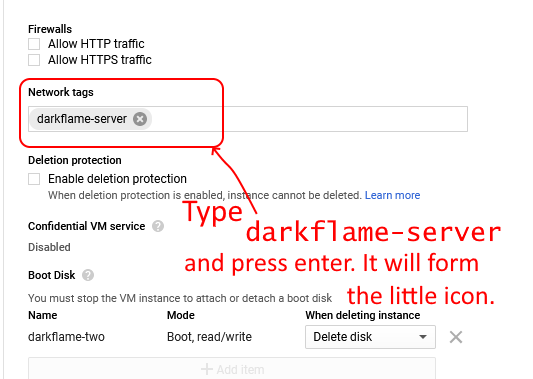 Firewalls
Allow HTTP traffic
Allow HTTPS traffic
Network tags
darkflame-server
Deletion protection
Enable deletion protection
When deletion protection is enabled, instance cannot be deleted. Learn more
Type
darkflame-server
and press enter. It will form
the little icon.
Confidential VM service
Disabled
Boot Disk
You must stop the VM instance to attach or detach a boot disk
Name Mode When deleting instance
darkflame-two Boot, read/write Delete disk
Add item